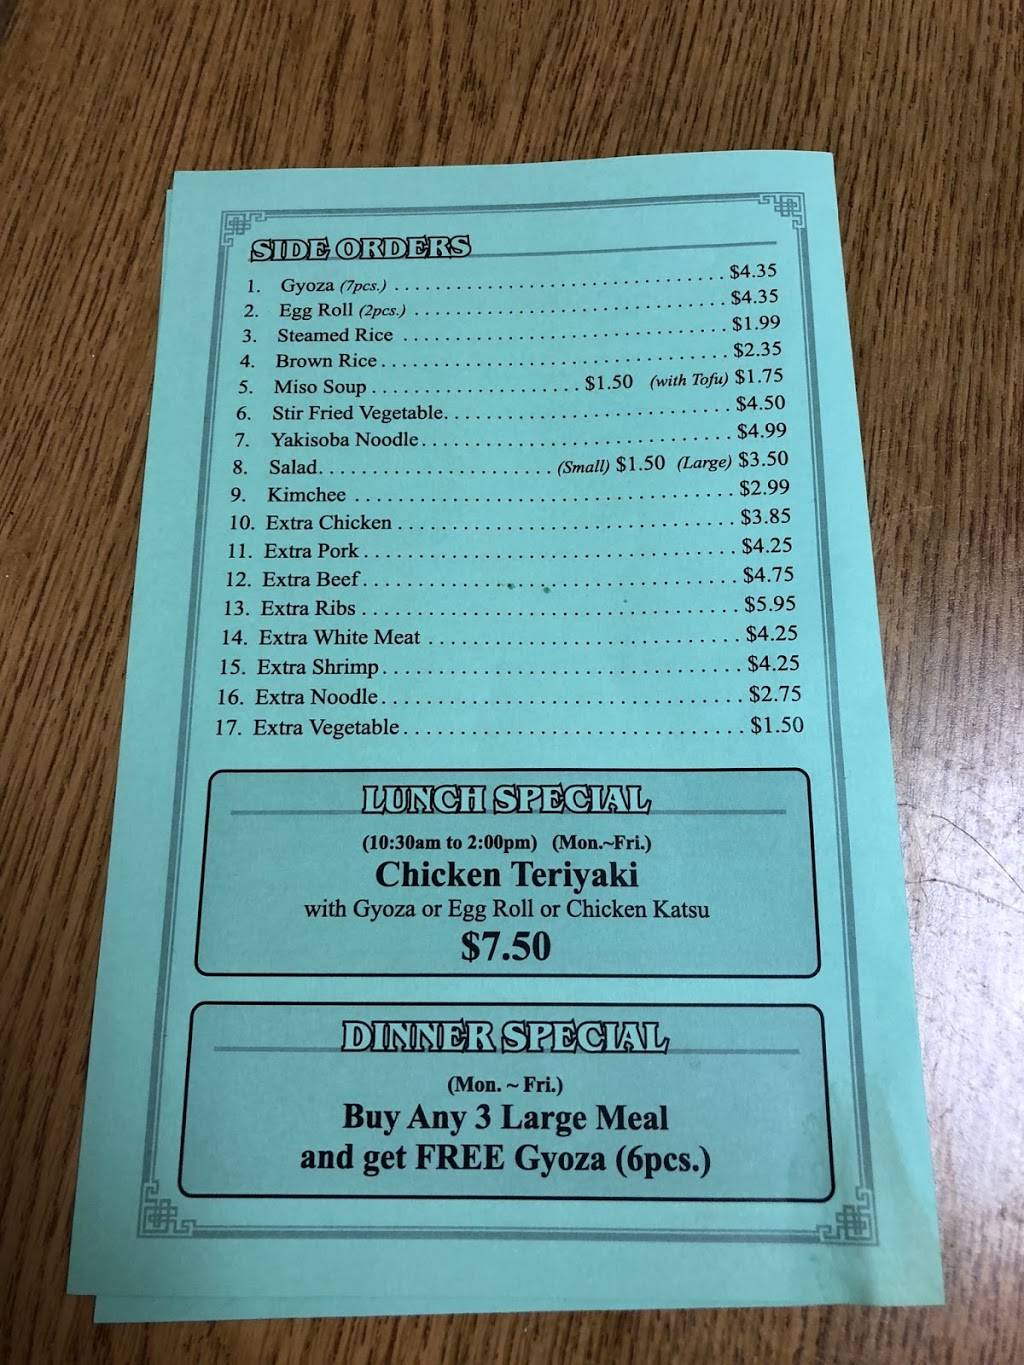 SIDE ORDERS
1. Gyoza (7pcs.) $4.35
2. Egg Roll (2pcs.) $4.35
3. Steamed Rice $1.99
4. Brown Rice $2.35
5. Miso Soup $1.50 (with Tofu) $1.75
6. Stir Fried Vegetable $4.50
7. Yakisoba Noodle $4.99
8. Salad (Small) $1.50 (Large) $3.50
9. Kimchee $2.99
10. Extra Chicken $3.85
11. Extra Pork $4.25
12. Extra Beef $4.75
13. Extra Ribs $5.95
14. Extra White Meat $4.25
15. Extra Shrimp $4.25
16. Extra Noodle $2.75
17. Extra Vegetable $1.50
LUNCH SPECIAL
(10:30am to 2:00pm) (Mon.~Fri.)
Chicken Teriyaki
with Gyoza or Egg Roll or Chicken Katsu
$7.50
DINNER SPECIAL
(Mon. ~ Fri.)
Buy Any 3 Large Meal
and get FREE Gyoza (6pcs.)